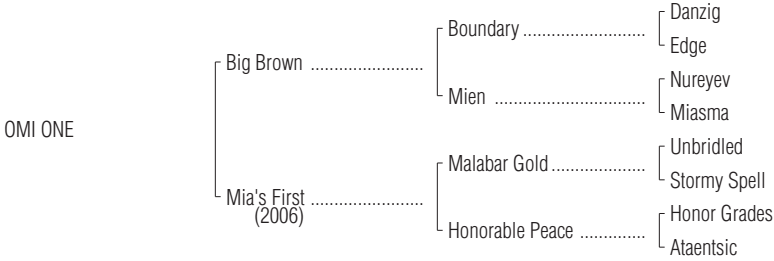 Danzig
Boundary ........................
Edge
Big Brown ......................
Nureyev
Mien .............................
Miasma
OMI ONE
Unbridled
Malabar Gold..................
Stormy Spell
Mia's First ......................
(2006)
Honor Grades
Honorable Peace .............
Ataentsic